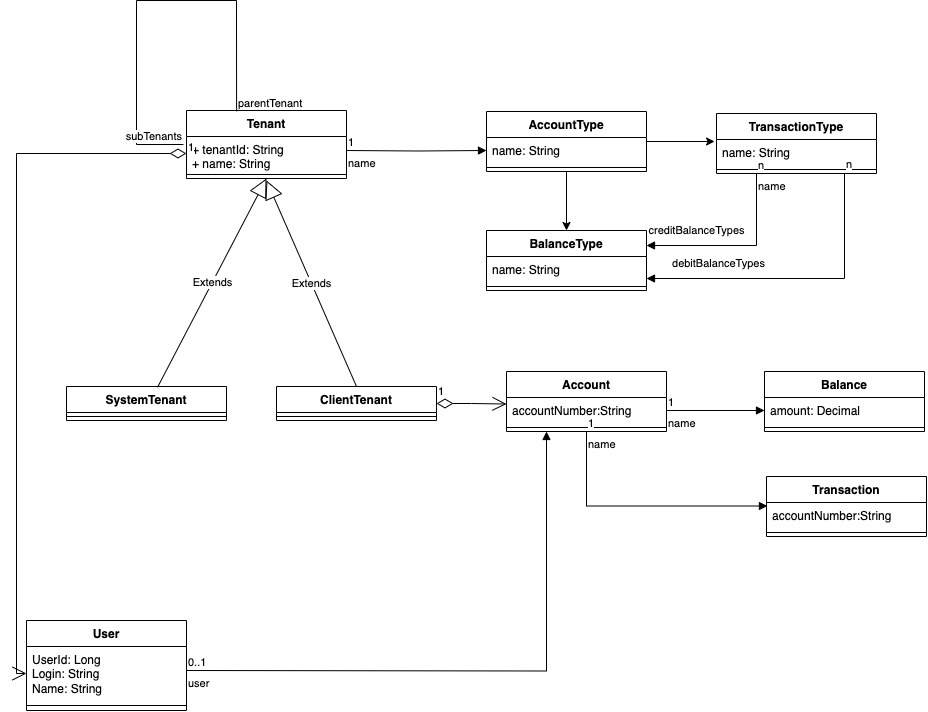 parentTenant
Tenant
subTenants
1
+ tenantId: String
+ name: String
1
name
AccountType
name: String
TransactionType
name: String
n
n
name
creditBalanceTypes
debitBalanceTypes
BalanceType
name: String
Extends
Extends
SystemTenant
ClientTenant
1
Account
accountNumber:String
1
name
1
name
Balance
amount: Decimal
Transaction
accountNumber:String
User
UserId: Long
Login: String
Name: String
0..1
user